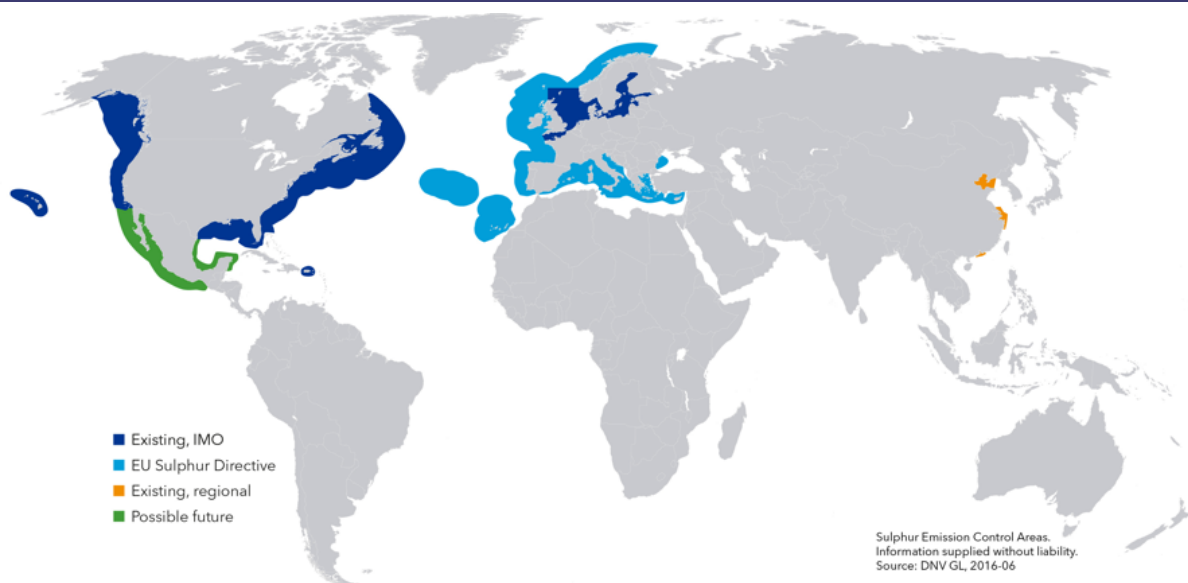 Existing, IMO
EU Sulphur Directive
Existing, regional
Possible future
Sulphur Emission Control Areas.
Information supplied without liability.
Source: DNV GL, 2016-06